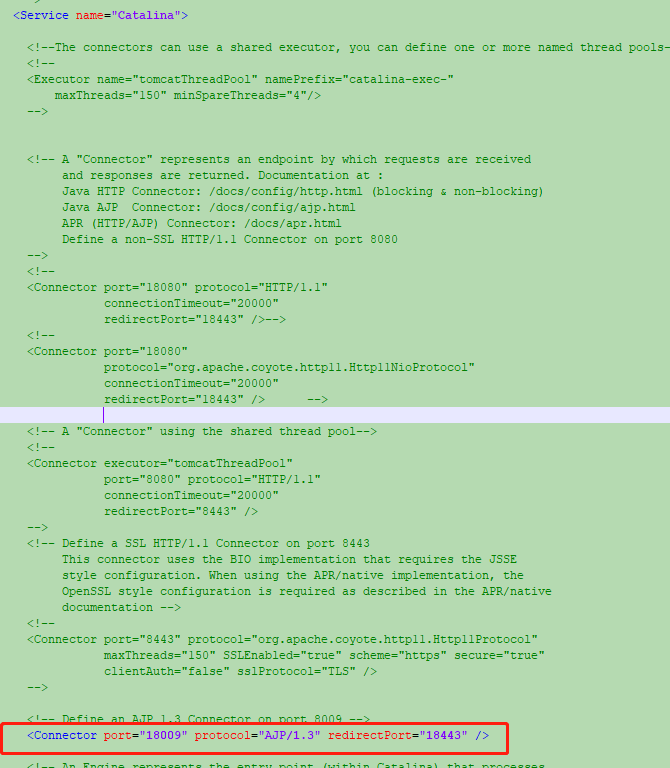 <Service name="Catalina">
<!--The connectors can use a shared executor, you can define one or more named thread pools-
<!--
<Executor name="tomcatThreadPool" namePrefix="catalina-exec-"
maxThreads="150" minSpareThreads="4"/>
-->
<!-- A "Connector" represents an endpoint by which requests are received
and responses are returned. Documentation at :
Java HTTP Connector: /docs/config/http.html (blocking & non-blocking)
Java AJP  Connector: /docs/config/ajp.html
APR (HTTP/AJP) Connector: /docs/apr.html
Define a non-SSL HTTP/1.1 Connector on port 8080
-->
<!--
<Connector port="18080" protocol="HTTP/1.1"
connectionTimeout="20000"
redirectPort="18443" />-->
<!--
<Connector port="18080"
protocol="org.apache.coyote.http11.Http11NioProtocol"
connectionTimeout="20000"
redirectPort="18443" />      -->
<!-- A "Connector" using the shared thread pool-->
<!--
<Connector executor="tomcatThreadPool"
port="8080" protocol="HTTP/1.1"
connectionTimeout="20000"
redirectPort="8443" />
-->
<!-- Define a SSL HTTP/1.1 Connector on port 8443
This connector uses the BIO implementation that requires the JSSE
style configuration. When using the APR/native implementation, the
OpenSSL style configuration is required as described in the APR/native
documentation -->
<!--
<Connector port="8443" protocol="org.apache.coyote.http11.Http11Protocol"
maxThreads="150" SSLEnabled="true" scheme="https" secure="true"
clientAuth="false" sslProtocol="TLS" />
-->
<!-- Define an AJP 1.3 Connector on port 8009 -->
<Connector port="18009" protocol="AJP/1.3" redirectPort="18443" />
<!-- An Engine represents the entry point (within Catalina) that processes